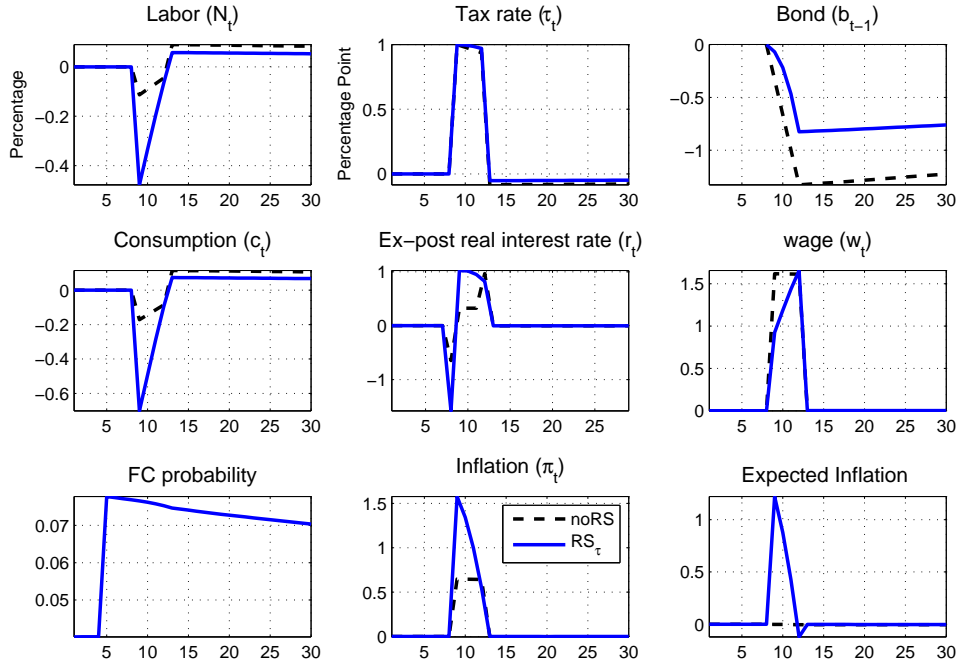 Labor (N_t)
Tax rate (τ_t)
Bond (b_{t−1})
Percentage
0
−0.2
−0.4
5 10 15 20 25 30
Percentage Point
1
0.5
0
5 10 15 20 25 30
0
−0.5
−1
5 10 15 20 25 30
Consumption (c_t)
Ex−post real interest rate (r_t)
wage (w_t)
0
−0.2
−0.4
−0.6
5 10 15 20 25 30
1
0
−1
5 10 15 20 25
1.5
1
0.5
0
5 10 15 20 25 30
FC probability
Inflation (π_t)
Expected Inflation
0.07
0.06
0.05
5 10 15 20 25 30
1.5
1
0.5
0
noRS
RS_τ
5 10 15 20 25 30
1
0.5
0
5 10 15 20 25 30